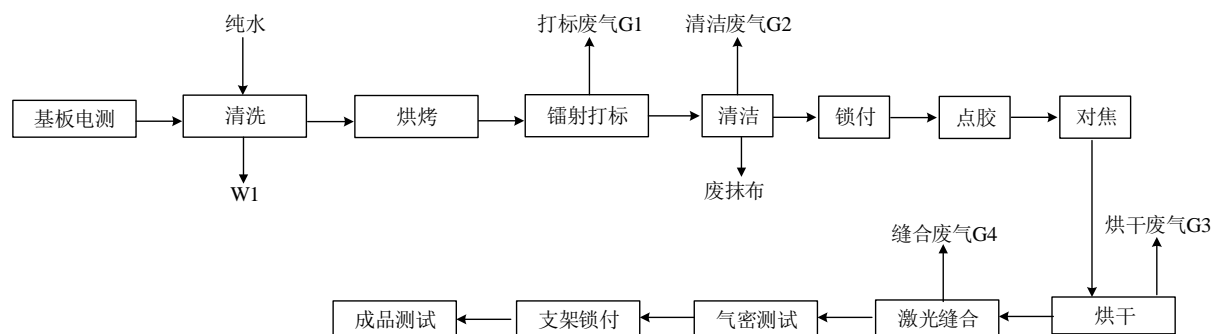 纯水
打标废气G1
清洁废气G2
基板电测
清洗
烘烤
镭射打标
清洁
锁付
点胶
对焦
W1
废抹布
缝合废气G4
烘干废气G3
成品测试
支架锁付
气密测试
激光缝合
烘干